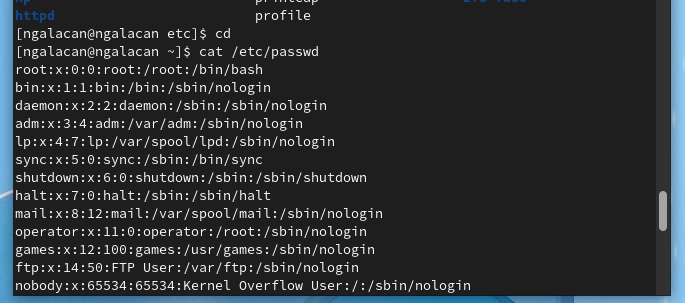 httpd profile
[ngalacan@ngalacan etc]$ cd
[ngalacan@ngalacan ~]$ cat /etc/passwd
root:x:0:0:root:/root:/bin/bash
bin:x:1:1:bin:/bin:/sbin/nologin
daemon:x:2:2:daemon:/sbin:/sbin/nologin
adm:x:3:4:adm:/var/adm:/sbin/nologin
lp:x:4:7:lp:/var/spool/lpd:/sbin/nologin
sync:x:5:0:sync:/sbin:/bin/sync
shutdown:x:6:0:shutdown:/sbin:/sbin/shutdown
halt:x:7:0:halt:/sbin:/sbin/halt
mail:x:8:12:mail:/var/spool/mail:/sbin/nologin
operator:x:11:0:operator:/root:/sbin/nologin
games:x:12:100:games:/usr/games:/sbin/nologin
ftp:x:14:50:FTP User:/var/ftp:/sbin/nologin
nobody:x:65534:65534:Kernel Overflow User:/:/sbin/nologin